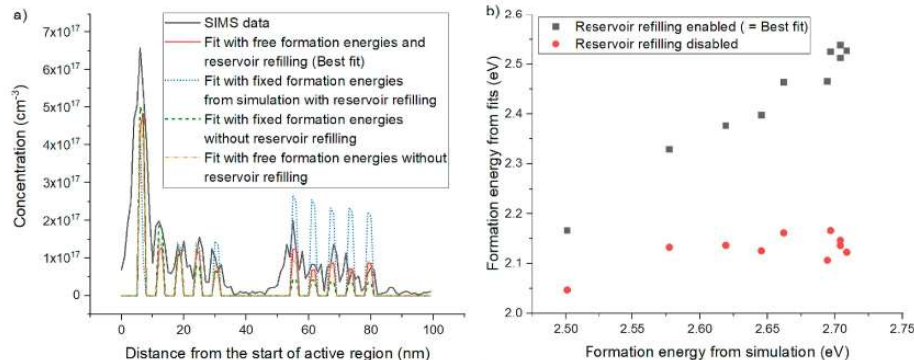 a)
SIMS data
Fit with free formation energies and
reservoir refilling (Best fit)
Fit with fixed formation energies
from simulation with reservoir refilling
Fit with fixed formation energies
without reservoir refilling
Fit with free formation energies without
reservoir refilling
7x10¹⁷
6x10¹⁷
5x10¹⁷
4x10¹⁷
3x10¹⁷
2x10¹⁷
1x10¹⁷
0
Concentration (cm⁻³)
0 20 40 60 80 100
Distance from the start of active region (nm)
b)
Reservoir refilling enabled ( = Best fit)
Reservoir refilling disabled
2.6
2.5
2.4
2.3
2.2
2.1
2.0
Formation energy from fits (eV)
2.50 2.55 2.60 2.65 2.70 2.75
Formation energy from simulation (eV)